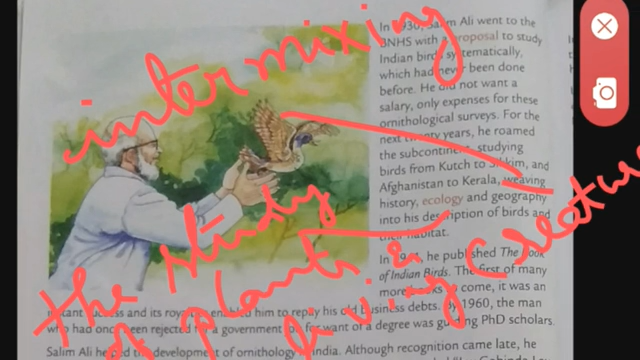 In 1930, Salim Ali went to the
BNHS with a proposal to study
Indian birds systematically,
which had never been done
before. He did not want a
salary, only expenses for these
ornithological surveys. For the
next twenty years, he roamed
the subcontinent, studying
birds from Kutch to Sikkim, and
Afghanistan to Kerala, weaving
history, ecology and geography
into his description of birds and
their habitat.
In 1941, he published The Book
of Indian Birds. The first of many
more books to come, it was an
instant success and its royalties enabled him to repay his old business debts. By 1960, the man
who had once been rejected for a government job for want of a degree was guiding PhD scholars.
Salim Ali helped the development of ornithology in India. Although recognition came late, he
intermixing
the study
of plants &
living creature